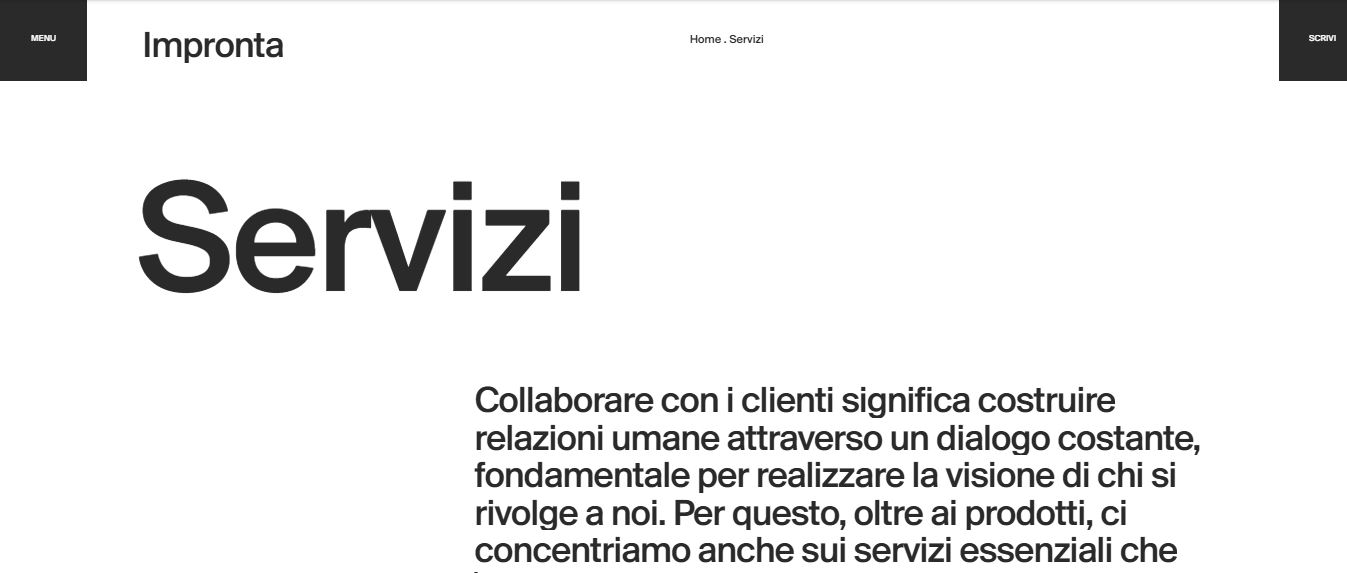 MENU
Impronta
Home . Servizi
SCRIVI
Servizi
Collaborare con i clienti significa costruire
relazioni umane attraverso un dialogo costante,
fondamentale per realizzare la visione di chi si
rivolge a noi. Per questo, oltre ai prodotti, ci
concentriamo anche sui servizi essenziali che